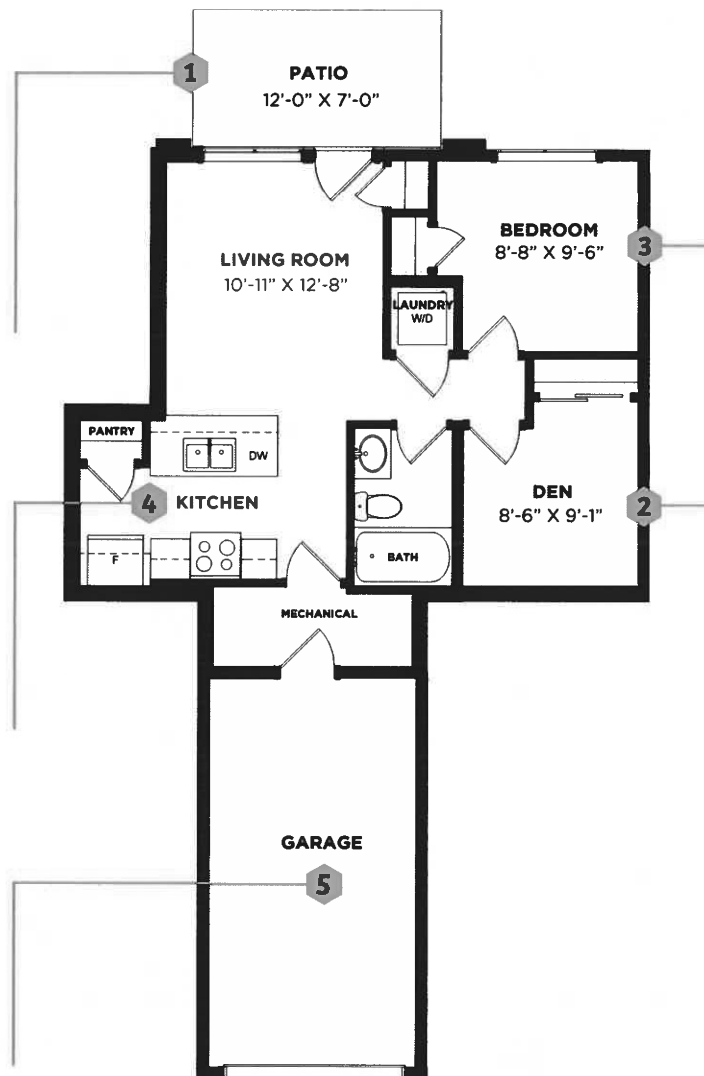 1
PATIO
12'-0" X 7'-0"
LIVING ROOM
10'-11" X 12'-8"
BEDROOM
8'-8" X 9'-6"
3
LAUNDRY
W/D
PANTRY
DW
4
KITCHEN
DEN
8'-6" X 9'-1"
2
F
BATH
MECHANICAL
GARAGE
5